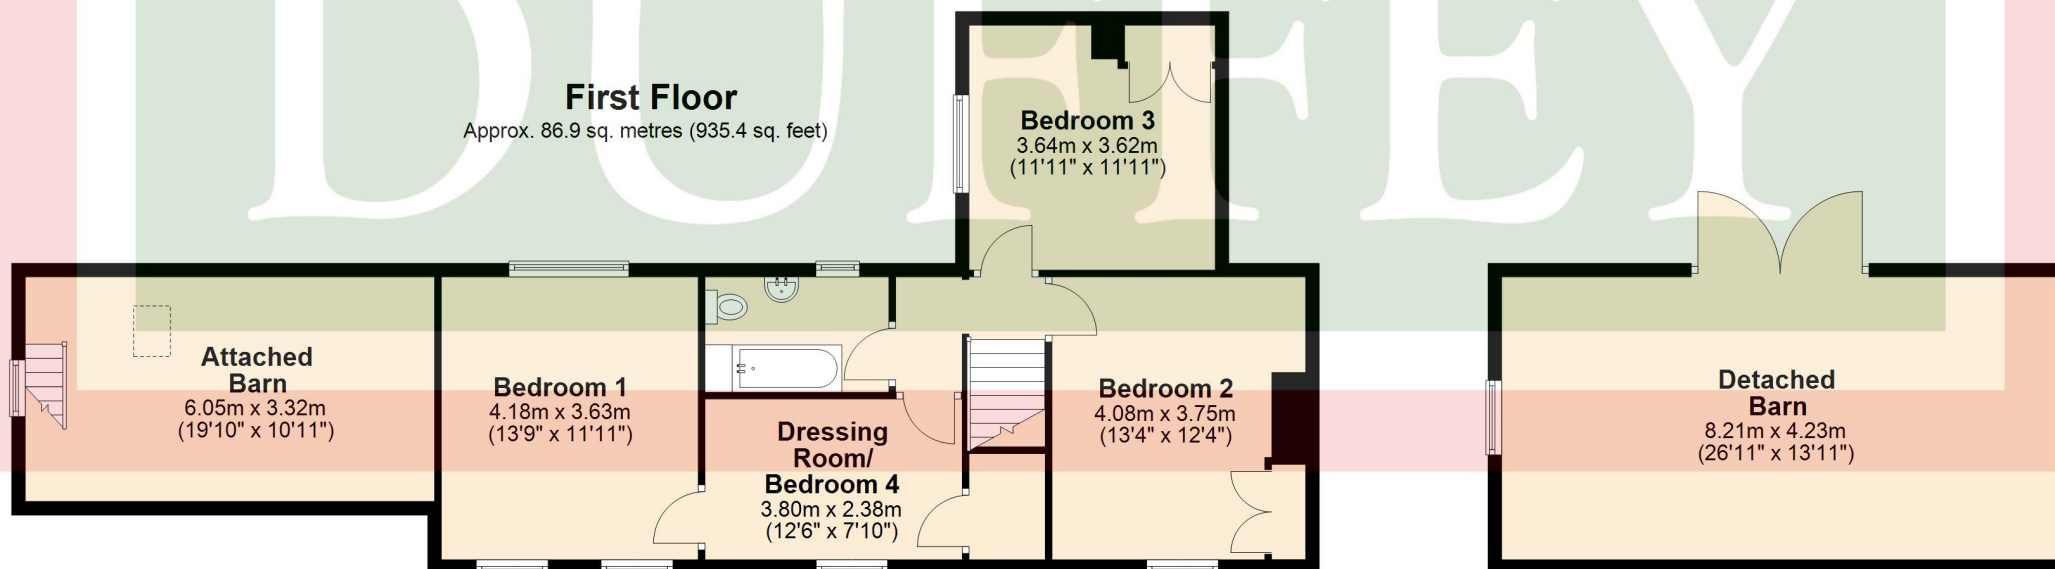 DUFFEY
First Floor
Approx. 86.9 sq. metres (935.4 sq. feet)
Bedroom 3
3.64m x 3.62m
(11'11" x 11'11")
Attached
Barn
6.05m x 3.32m
(19'10" x 10'11")
Bedroom 1
4.18m x 3.63m
(13'9" x 11'11")
Dressing
Room/
Bedroom 4
3.80m x 2.38m
(12'6" x 7'10")
Bedroom 2
4.08m x 3.75m
(13'4" x 12'4")
Detached
Barn
8.21m x 4.23m
(26'11" x 13'11")